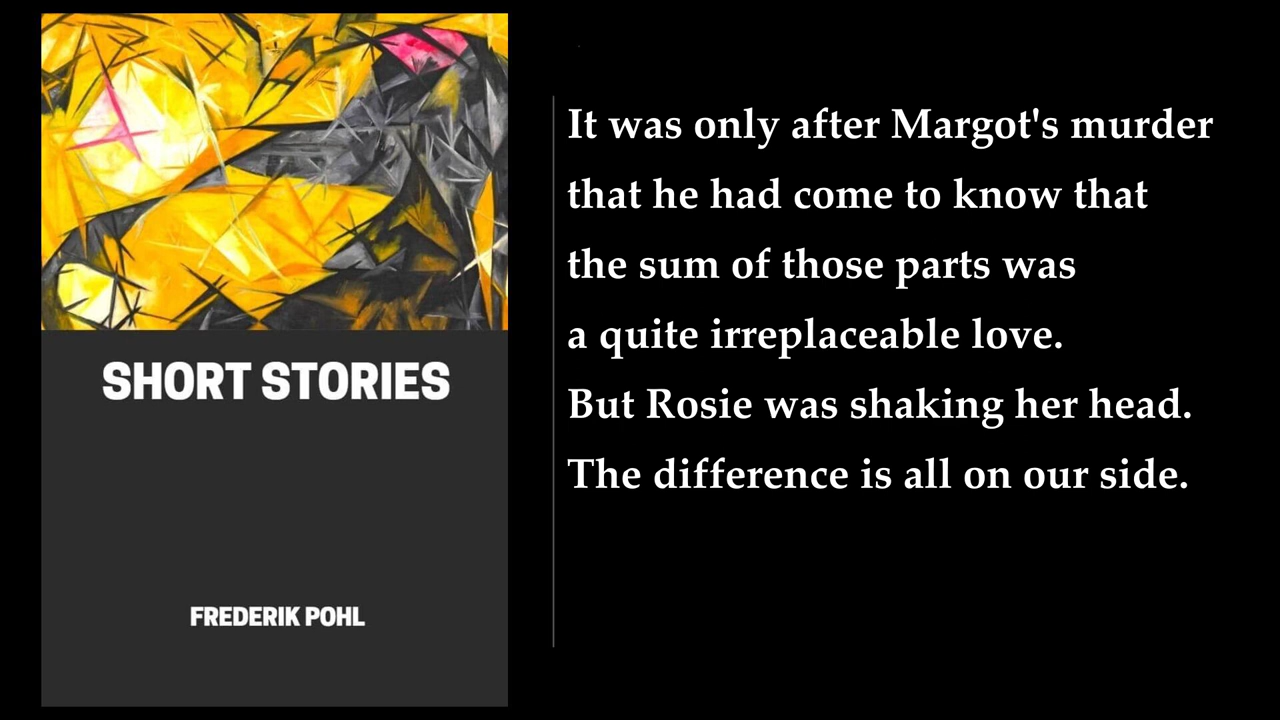 SHORT STORIES
FREDERIK POHL
It was only after Margot's murder
that he had come to know that
the sum of those parts was
a quite irreplaceable love.
But Rosie was shaking her head.
The difference is all on our side.